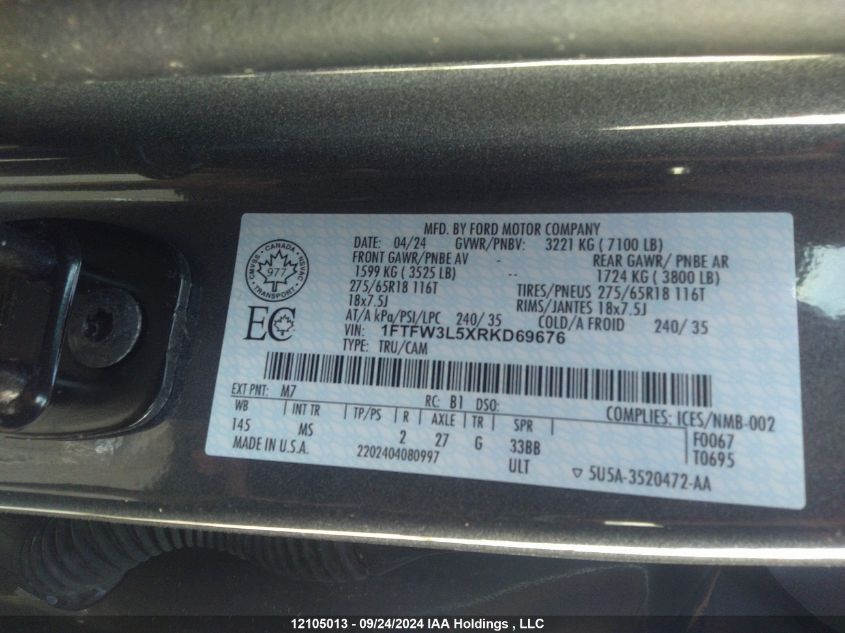 MFD. BY FORD MOTOR COMPANY
DATE: 04/24 GVWR/PNBV: 3221 KG ( 7100 LB)
FRONT GAWR/PNBE AV - REAR GAWR/ PNBE AR
1599 KG ( 3525 LB) -- 1724 KG ( 3800 LB)
275/65R18 116T TIRES/PNEUS 275/65R18 116T
18x7.5J RIMS/JANTES 18x7.5J
AT/A kPa/PSI/LPC 240/ 35 COLD/A FROID 240/ 35
VIN: 1FTFW3L5XRKD69676
TYPE: TRU/CAM
CANADA
CMVSS NSVAC
977
TRANSPORT
EC
EXT PNT: M7 RC: B1 DSO: COMPLIES: ICES/NMB-002
WB INT TR TP/PS R AXLE TR SPR F0067
145 MS 2 27 G 33BB T0695
MADE IN U.S.A. 2202404080997 ULT ▽ 5U5A-3520472-AA
12105013 - 09/24/2024 IAA Holdings , LLC